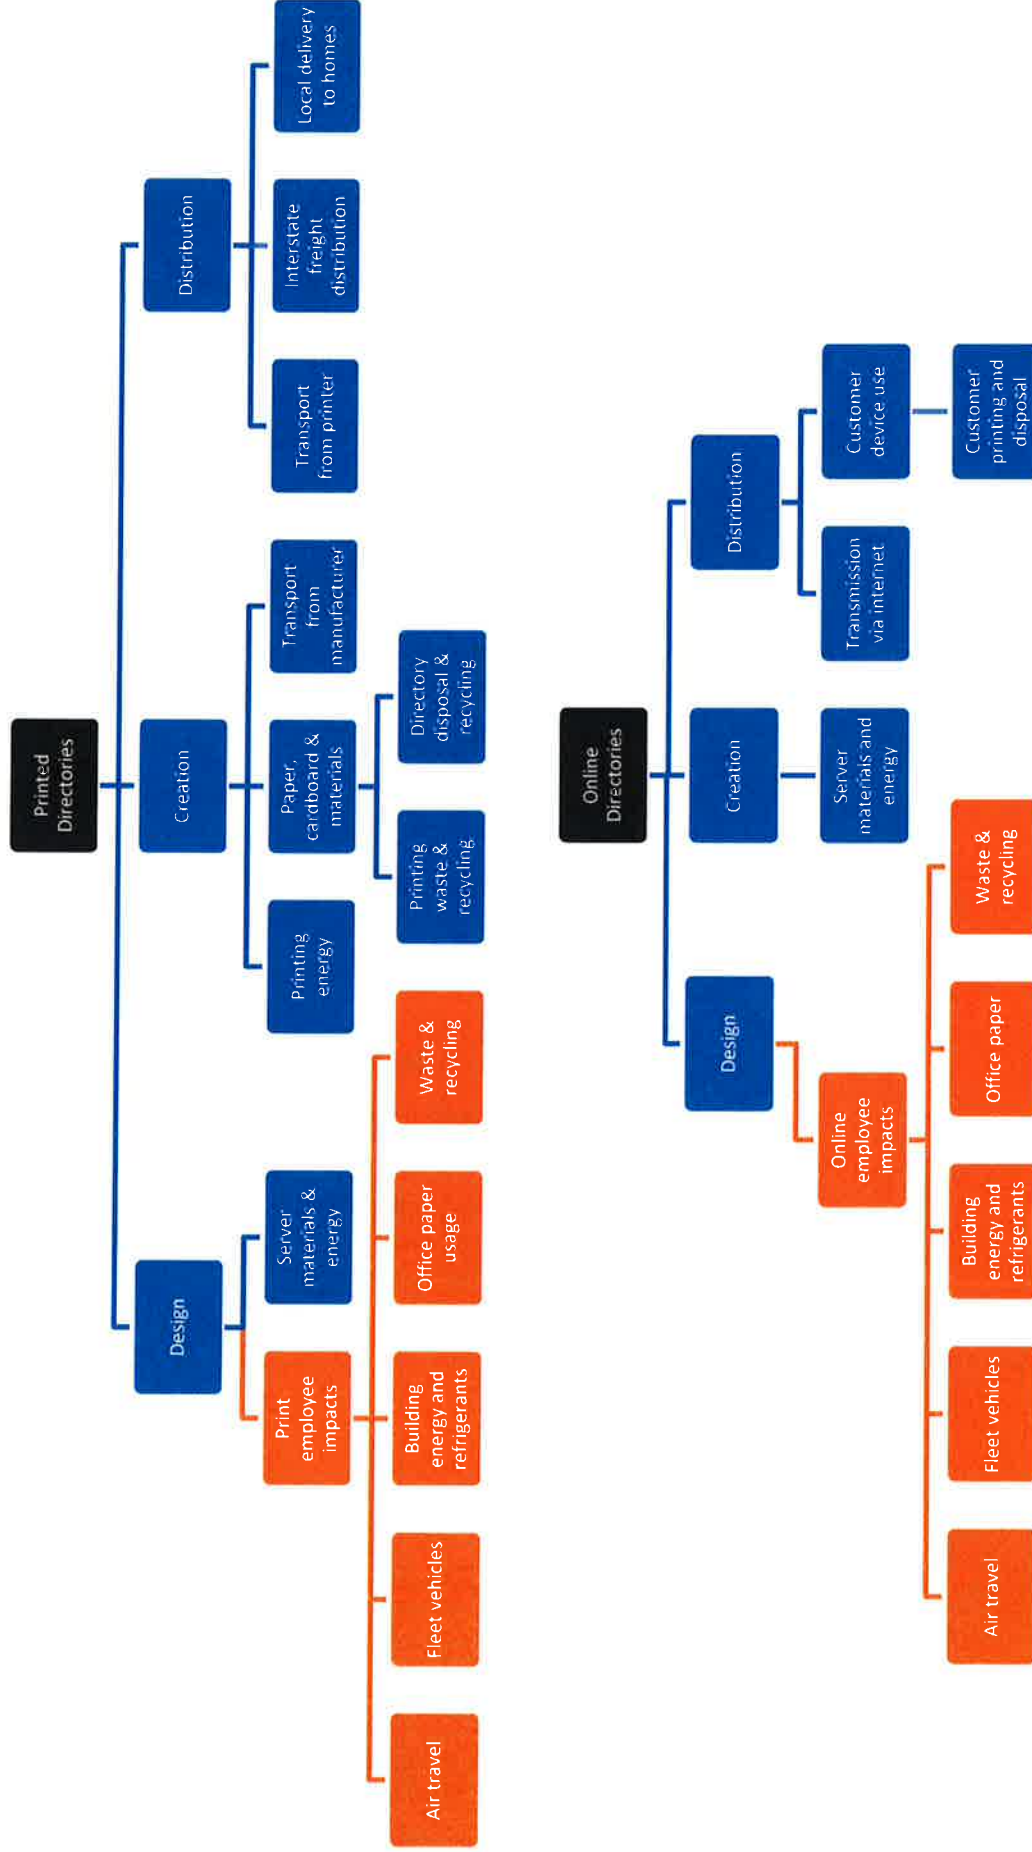 Printed
Directories
Design
Creation
Distribution
Print
employee
impacts
Server
materials &
energy
Printing
energy
Paper,
cardboard &
materials
Transport
from
manufacturer
Transport
from printer
Interstate
freight
distribution
Local delivery
to homes
Air travel
Fleet vehicles
Building
energy and
refrigerants
Office paper
usage
Waste &
recycling
Printing
waste &
recycling
Directory
disposal &
recycling
Online
Directories
Design
Creation
Distribution
Online
employee
impacts
Server
materials and
energy
Transmission
via internet
Customer
device use
Air travel
Fleet vehicles
Building
energy and
refrigerants
Office paper
Waste &
recycling
Customer
printing and
disposal